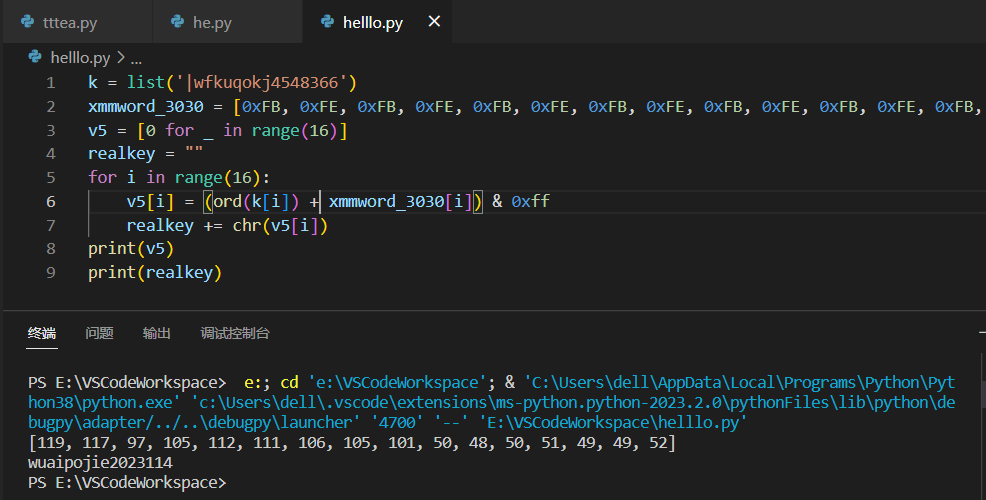 tttea.py he.py helllo.py ×
helllo.py > ...
1 k = list('|wfkuqokj4548366')
2 xmmword_3030 = [0xFB, 0xFE, 0xFB, 0xFE, 0xFB, 0xFE, 0xFB, 0xFE, 0xFB, 0xFE, 0xFB, 0xFE, 0xFB,
3 v5 = [0 for _ in range(16)]
4 realkey = ""
5 for i in range(16):
6 v5[i] = (ord(k[i]) + xmmword_3030[i]) & 0xff
7 realkey += chr(v5[i])
8 print(v5)
9 print(realkey)
终端 问题 输出 调试控制台
PS E:\VSCodeWorkspace> e:; cd 'e:\VSCodeWorkspace'; & 'C:\Users\dell\AppData\Local\Programs\Python\Pyt
hon38\python.exe' 'c:\Users\dell\.vscode\extensions\ms-python.python-2023.2.0\pythonFiles\lib\python\de
bugpy\adapter/../..\debugpy\launcher' '4700' '--' 'E:\VSCodeWorkspace\helllo.py'
[119, 117, 97, 105, 112, 111, 106, 105, 101, 50, 48, 50, 51, 49, 49, 52]
wuaipojie2023114
PS E:\VSCodeWorkspace>